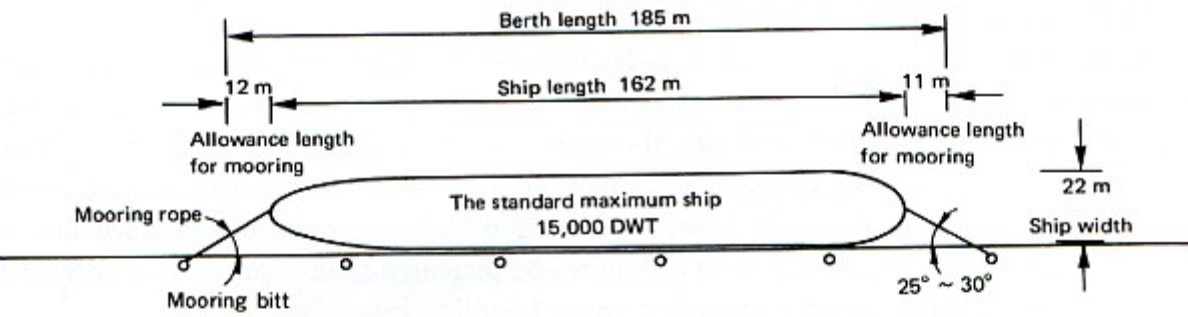 Berth length 185 m
12 m
Ship length 162 m
11 m
Allowance length
for mooring
Allowance length
for mooring
22 m
The standard maximum ship
15,000 DWT
Mooring rope
Ship width
Mooring bitt
25° ~ 30°